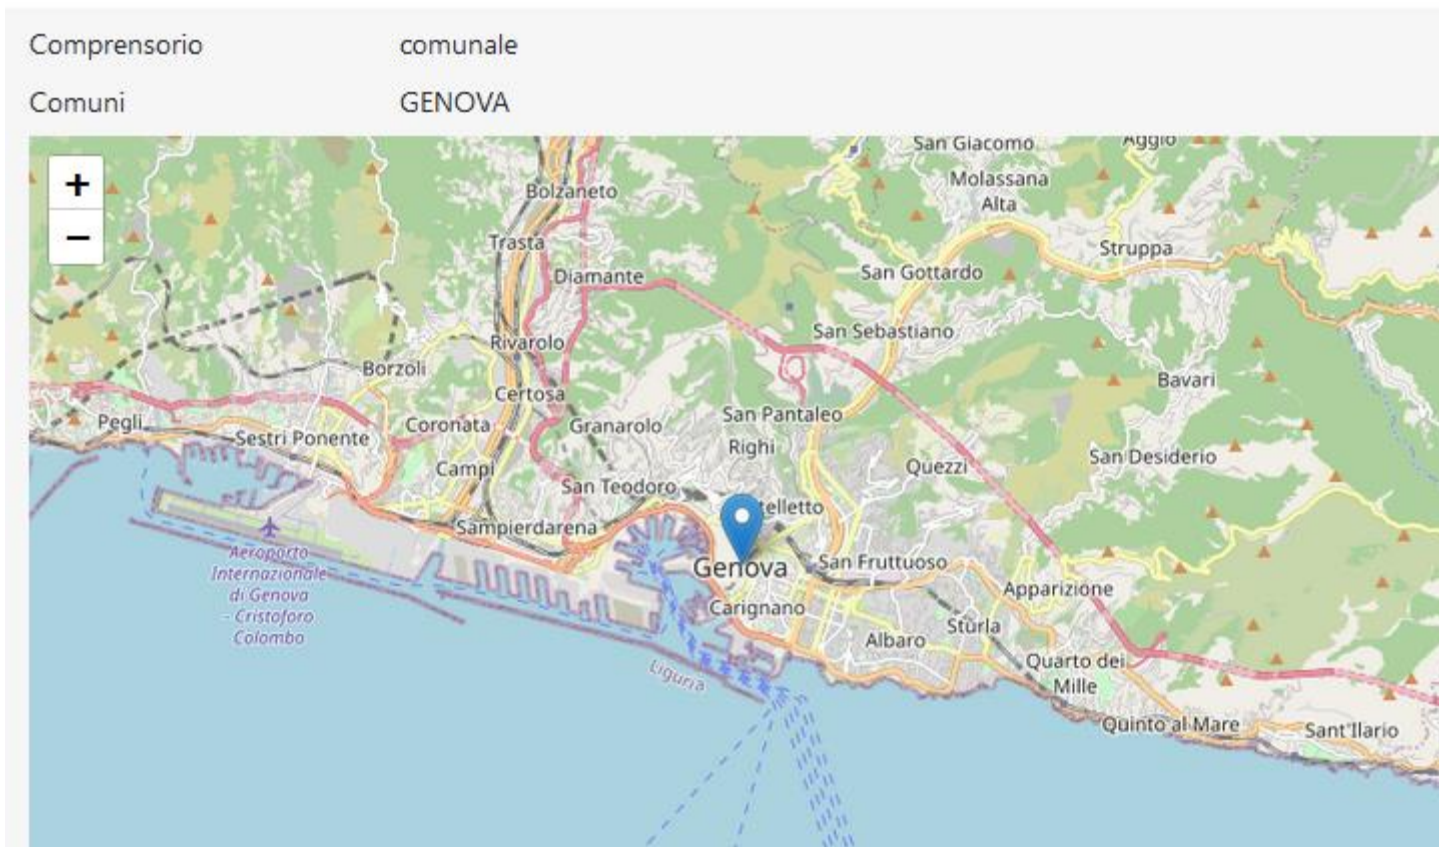 Comprensorio comunale
Comuni GENOVA
San Giacomo
Aggio
+
Molassana
Alta
Bolzaneto
−
Trasta
Struppa
Diamante
San Gottardo
San Sebastiano
Rivarolo
Borzoli
Bavari
Certosa
San Pantaleo
Pegli
Coronata
Granarolo
Sestri Ponente
Righi
San Desiderio
Campi
Quezzi
San Teodoro
telletto
Sampierdarena
Aeroporto
Internazionale
di Genova
- Cristoforo
Colombo
Genova
San Fruttuoso
Apparizione
Carignano
Albaro
Sturla
Quarto dei
Mille
Liguria
Quinto al Mare
Sant'Ilario